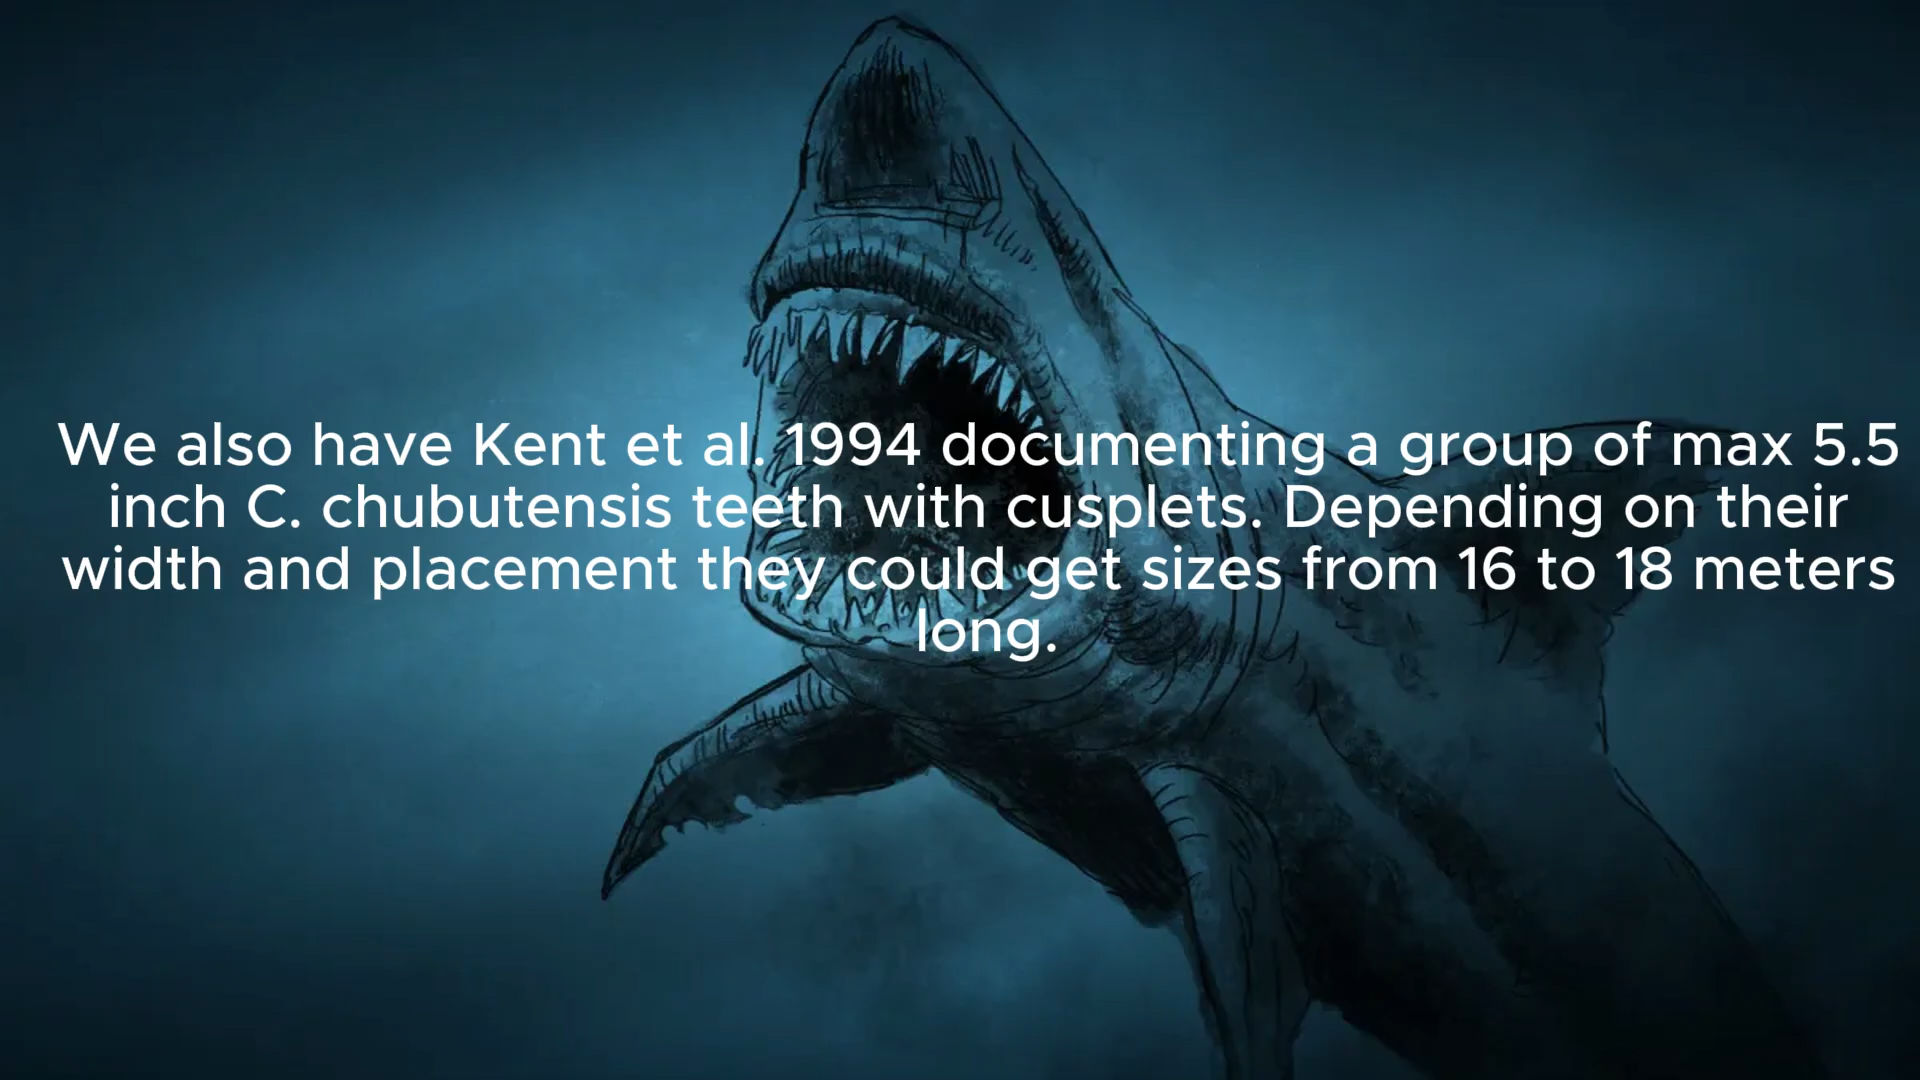 We also have Kent et al. 1994 documenting a group of max 5.5
inch C. chubutensis teeth with cusplets. Depending on their
width and placement they could get sizes from 16 to 18 meters
long.